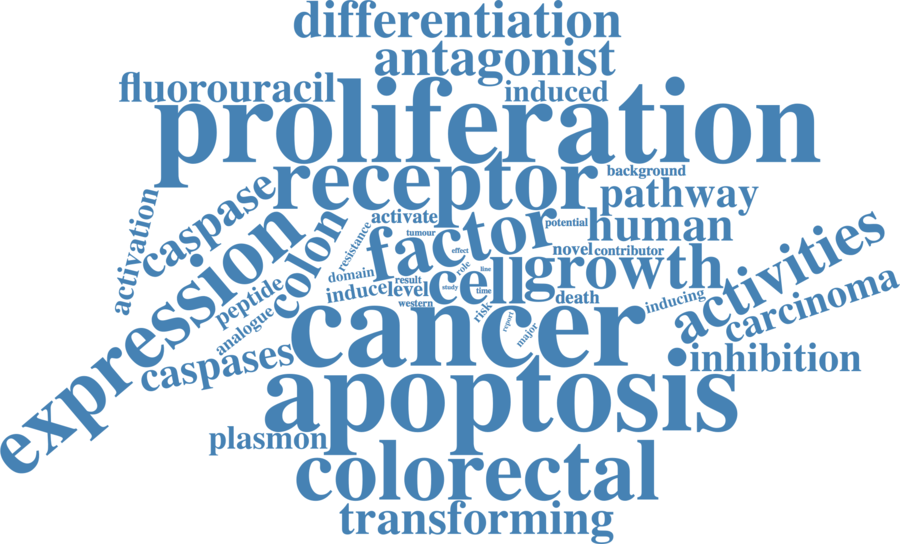 differentiation
antagonist
fluorouracil
induced
proliferation
receptor
background
pathway
caspase
activation
colon
activate
tumour
factor
potential
human
resistance
expression
effect
novel
contributor
activities
domain
role
line
cell
growth
result
level
study
time
induce
peptide
analogue
western
risk
death
inducing
carcinoma
report
major
cancer
caspases
inhibition
apoptosis
plasmon
colorectal
transforming